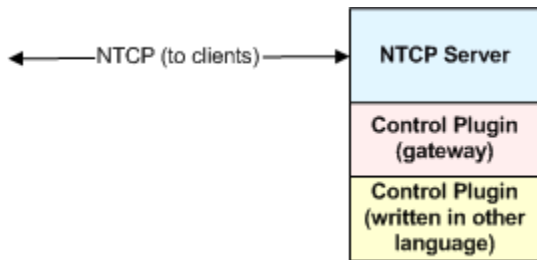 NTCP (to clients)
NTCP Server
Control Plugin
(gateway)
Control Plugin
(written in other
language)